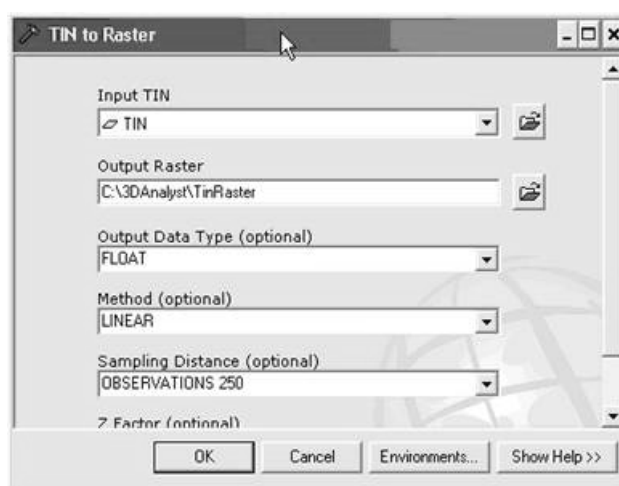 TIN to Raster
Input TIN
TIN
Output Raster
C:\3DAnalyst\TinRaster
Output Data Type (optional)
FLOAT
Method (optional)
LINEAR
Sampling Distance (optional)
OBSERVATIONS 250
Z Factor (optional)
OK
Cancel
Environments...
Show Help >>